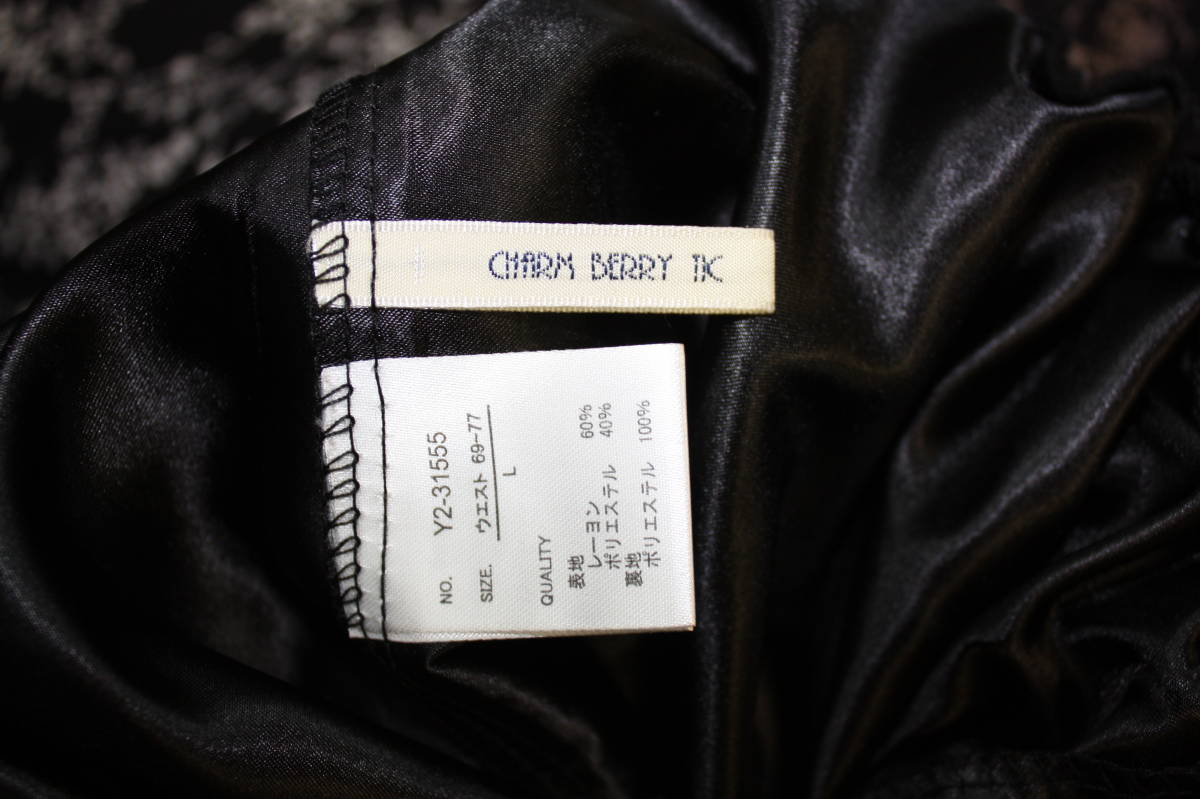 CHARM BERRY TK
NO. Y2-31555
SIZE. ウエスト 69-77
L
QUALITY
表地
レーヨン 60%
ポリエステル 40%
裏地
ポリエステル 100%